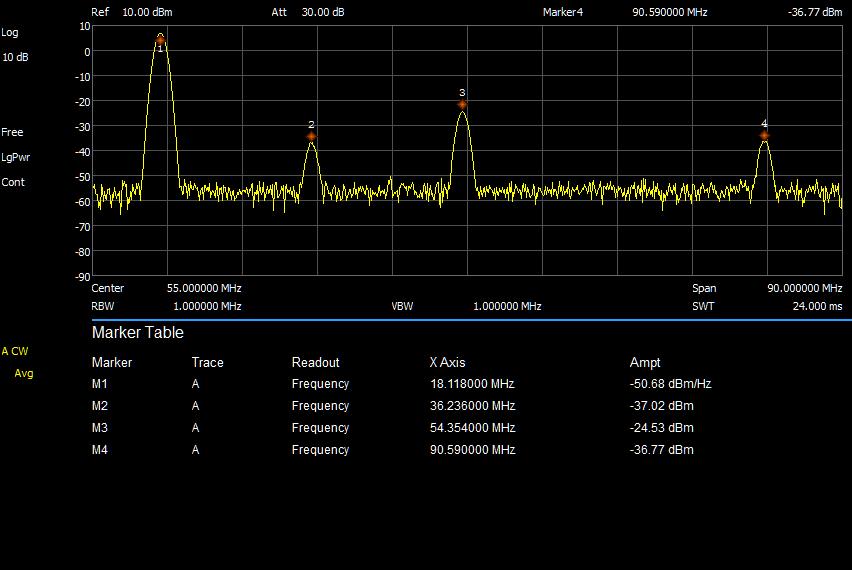 Ref 10.00 dBm Att 30.00 dB Marker4 90.590000 MHz -36.77 dBm
Log
10 dB
Free
LgPwr
Cont
10
0
-10
-20
-30
-40
-50
-60
-70
-80
-90
1
2
3
4
Center 55.000000 MHz Span 90.000000 MHz
RBW 1.000000 MHz VBW 1.000000 MHz SWT 24.000 ms
A CW
Avg
Marker Table
Marker Trace Readout X Axis Ampt
M1 A Frequency 18.118000 MHz -50.68 dBm/Hz
M2 A Frequency 36.236000 MHz -37.02 dBm
M3 A Frequency 54.354000 MHz -24.53 dBm
M4 A Frequency 90.590000 MHz -36.77 dBm